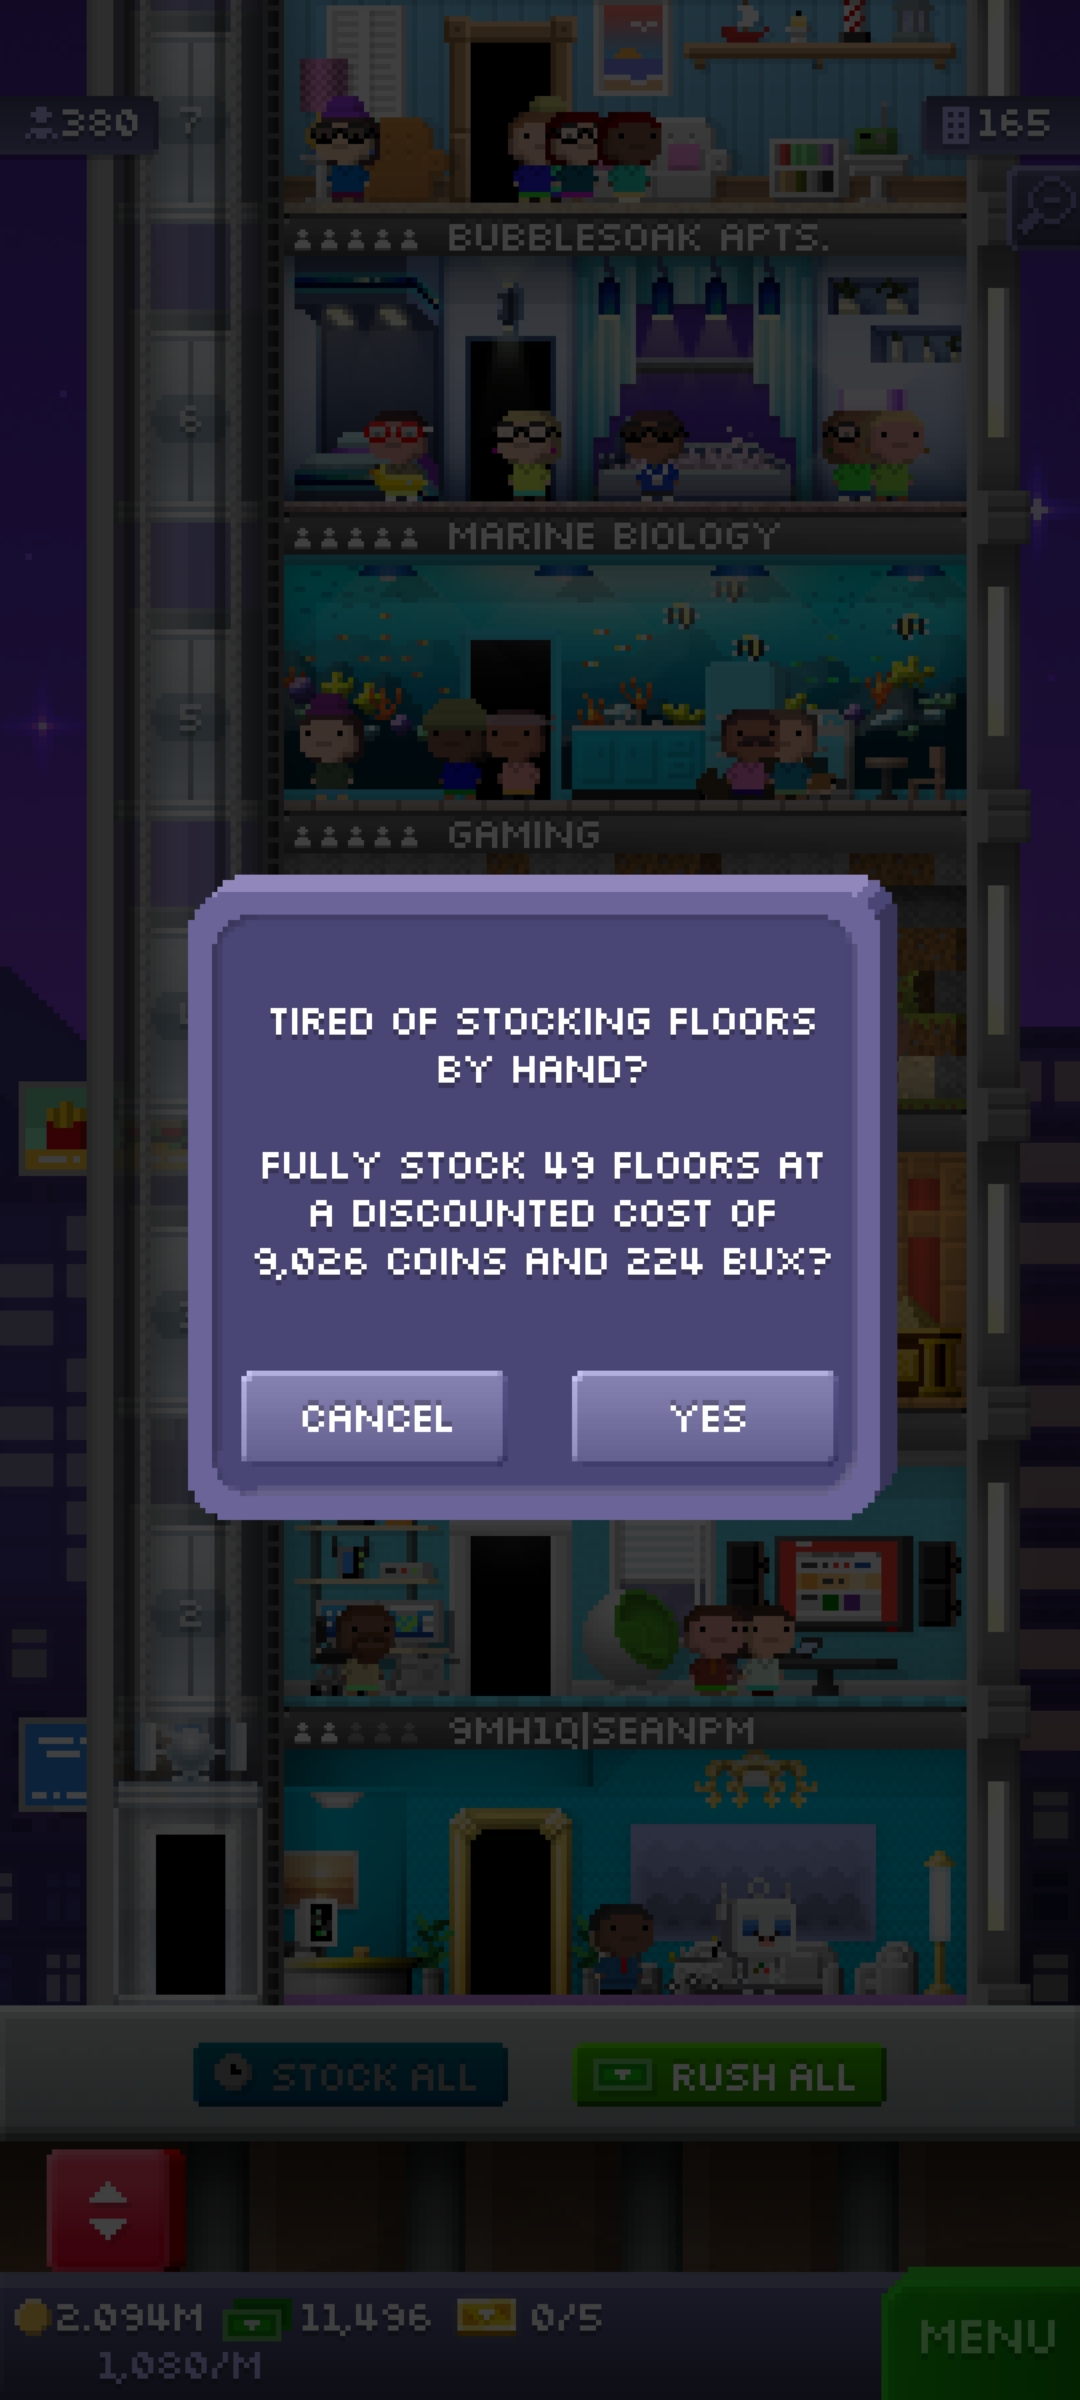 380
7
165
BUBBLESOAK APTS.
6
MARINE BIOLOGY
5
GAMING
TIRED OF STOCKING FLOORS
BY HAND?
FULLY STOCK 49 FLOORS AT
A DISCOUNTED COST OF
9,026 COINS AND 224 BUX?
CANCEL
YES
2
9MH1Q|SEANPM
STOCK ALL
RUSH ALL
2.094M
11,496
0/5
1,080/M
MENU